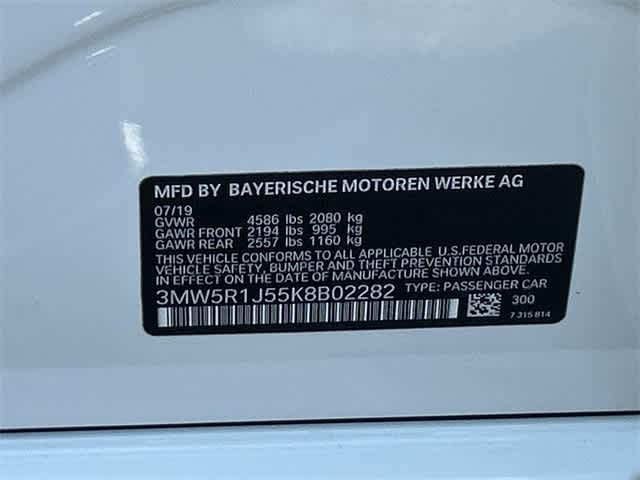 MFD BY BAYERISCHE MOTOREN WERKE AG
07/19
GVWR 4586 lbs 2080 kg
GAWR FRONT 2194 lbs 995 kg
GAWR REAR 2557 lbs 1160 kg
THIS VEHICLE CONFORMS TO ALL APPLICABLE U.S.FEDERAL MOTOR
VEHICLE SAFETY, BUMPER AND THEFT PREVENTION STANDARDS
IN EFFECT ON THE DATE OF MANUFACTURE SHOWN ABOVE.
3MW5R1J55K8B02282 TYPE: PASSENGER CAR
300
7 315 814